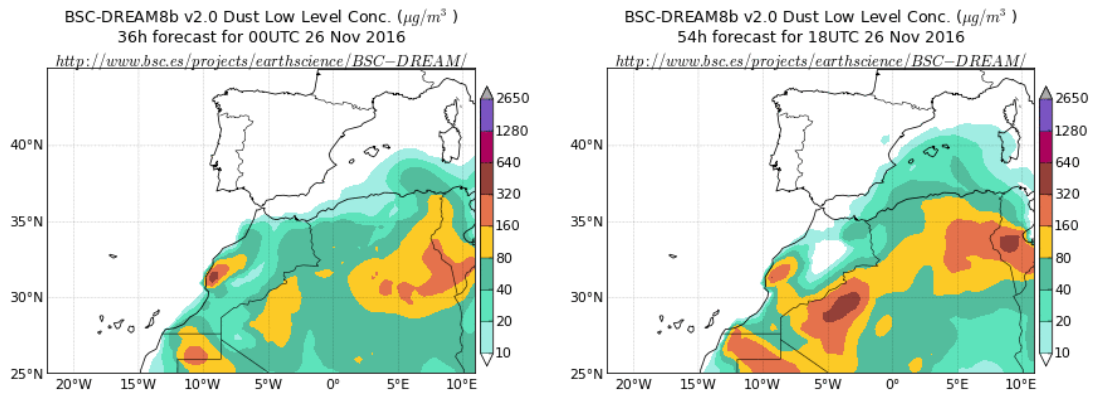 BSC-DREAM8b v2.0 Dust Low Level Conc. (μg/m³ )
36h forecast for 00UTC 26 Nov 2016
http://www.bsc.es/projects/earthscience/BSC−DREAM/
40°N
35°N
30°N
25°N
20°W
15°W
10°W
5°W
0°
5°E
10°E
2650
1280
640
320
160
80
40
20
10
BSC-DREAM8b v2.0 Dust Low Level Conc. (μg/m³ )
54h forecast for 18UTC 26 Nov 2016
http://www.bsc.es/projects/earthscience/BSC−DREAM/
40°N
35°N
30°N
25°N
20°W
15°W
10°W
5°W
0°
5°E
10°E
2650
1280
640
320
160
80
40
20
10